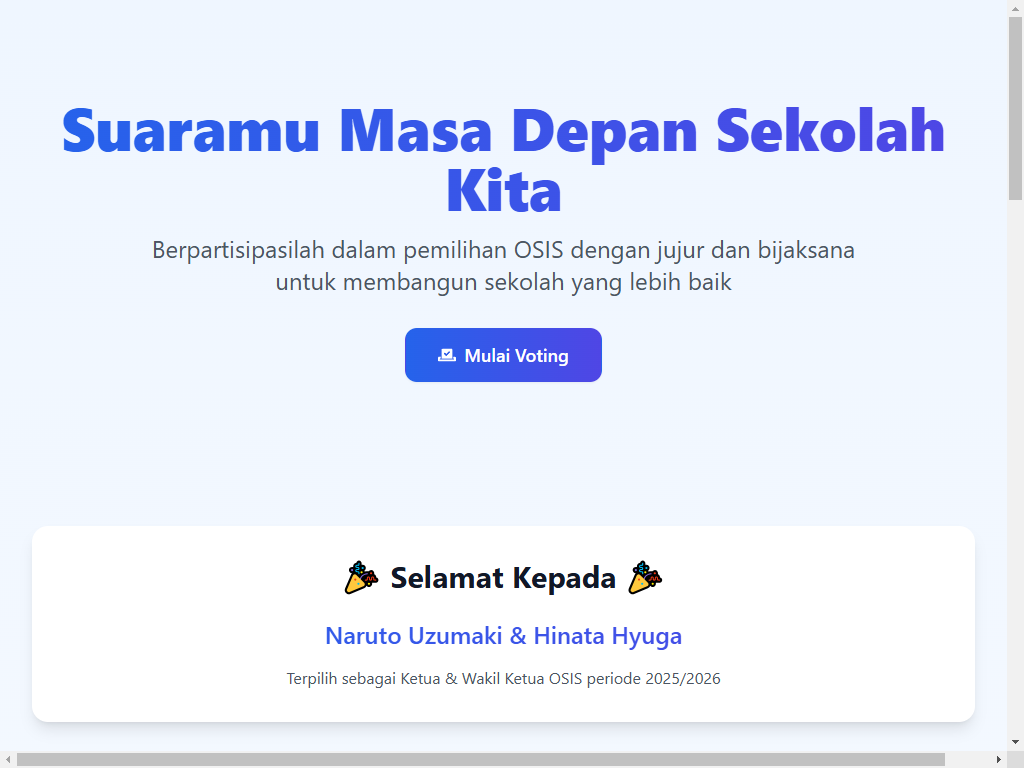 Suaramu Masa Depan Sekolah
Kita
Berpartisipasilah dalam pemilihan OSIS dengan jujur dan bijaksana
untuk membangun sekolah yang lebih baik
Mulai Voting
🎉 Selamat Kepada 🎉
Naruto Uzumaki & Hinata Hyuga
Terpilih sebagai Ketua & Wakil Ketua OSIS periode 2025/2026